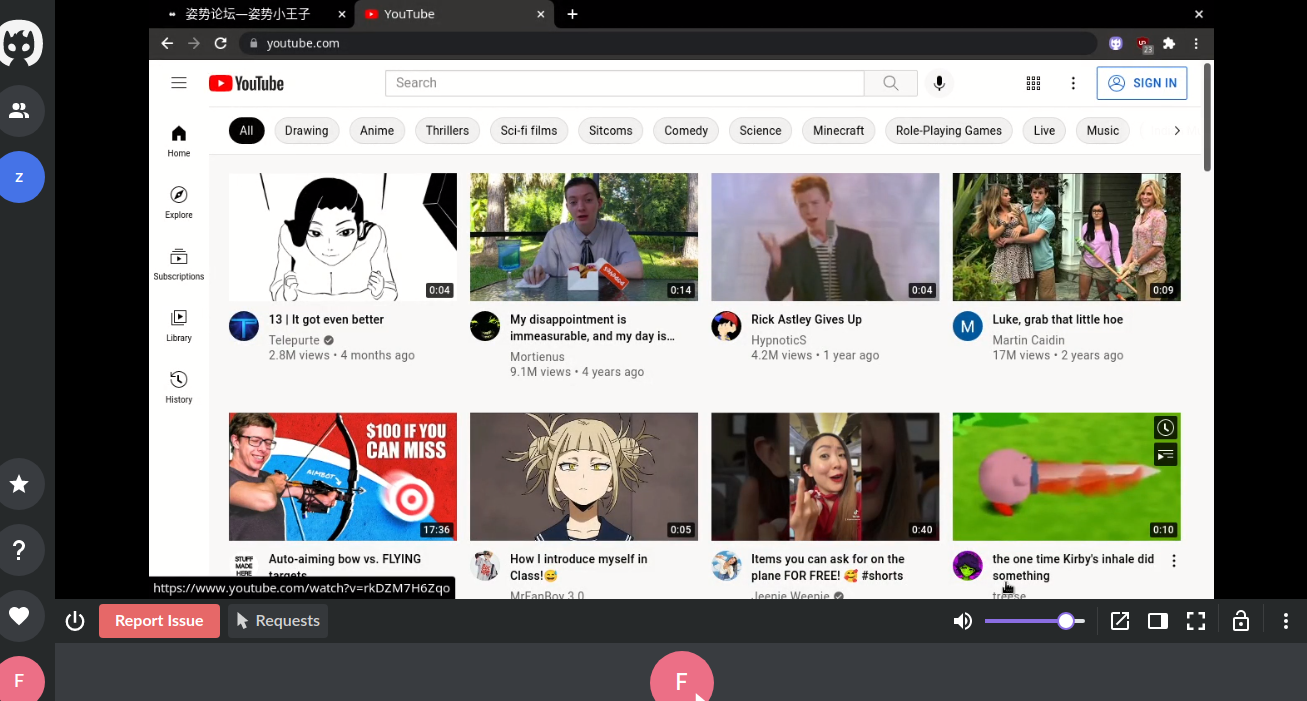 姿势论坛—姿势小王子
YouTube
youtube.com
23
YouTube
Search
SIGN IN
All
Drawing
Anime
Thrillers
Sci-fi films
Sitcoms
Comedy
Science
Minecraft
Role-Playing Games
Live
Music
Home
Explore
Subscriptions
Library
History
0:04
0:14
0:04
0:09
13 | It got even better
Telepurte
2.8M views • 4 months ago
My disappointment is
immeasurable, and my day is...
Mortienus
9.1M views • 4 years ago
Rick Astley Gives Up
HypnoticS
4.2M views • 1 year ago
M
Luke, grab that little hoe
Martin Caidin
17M views • 2 years ago
$100 IF YOU
CAN MISS
AIMBOT
17:36
0:05
0:40
0:10
STUFF
MADE
HERE
Auto-aiming bow vs. FLYING
targets
How I introduce myself in
Class!😅
MrFanBoy 3.0
Items you can ask for on the
plane FOR FREE! 🥰 #shorts
Jeenie Weenie
the one time Kirby's inhale did
something
treese
https://www.youtube.com/watch?v=rkDZM7H6Zqo
Z
?
F
Report Issue
Requests
F